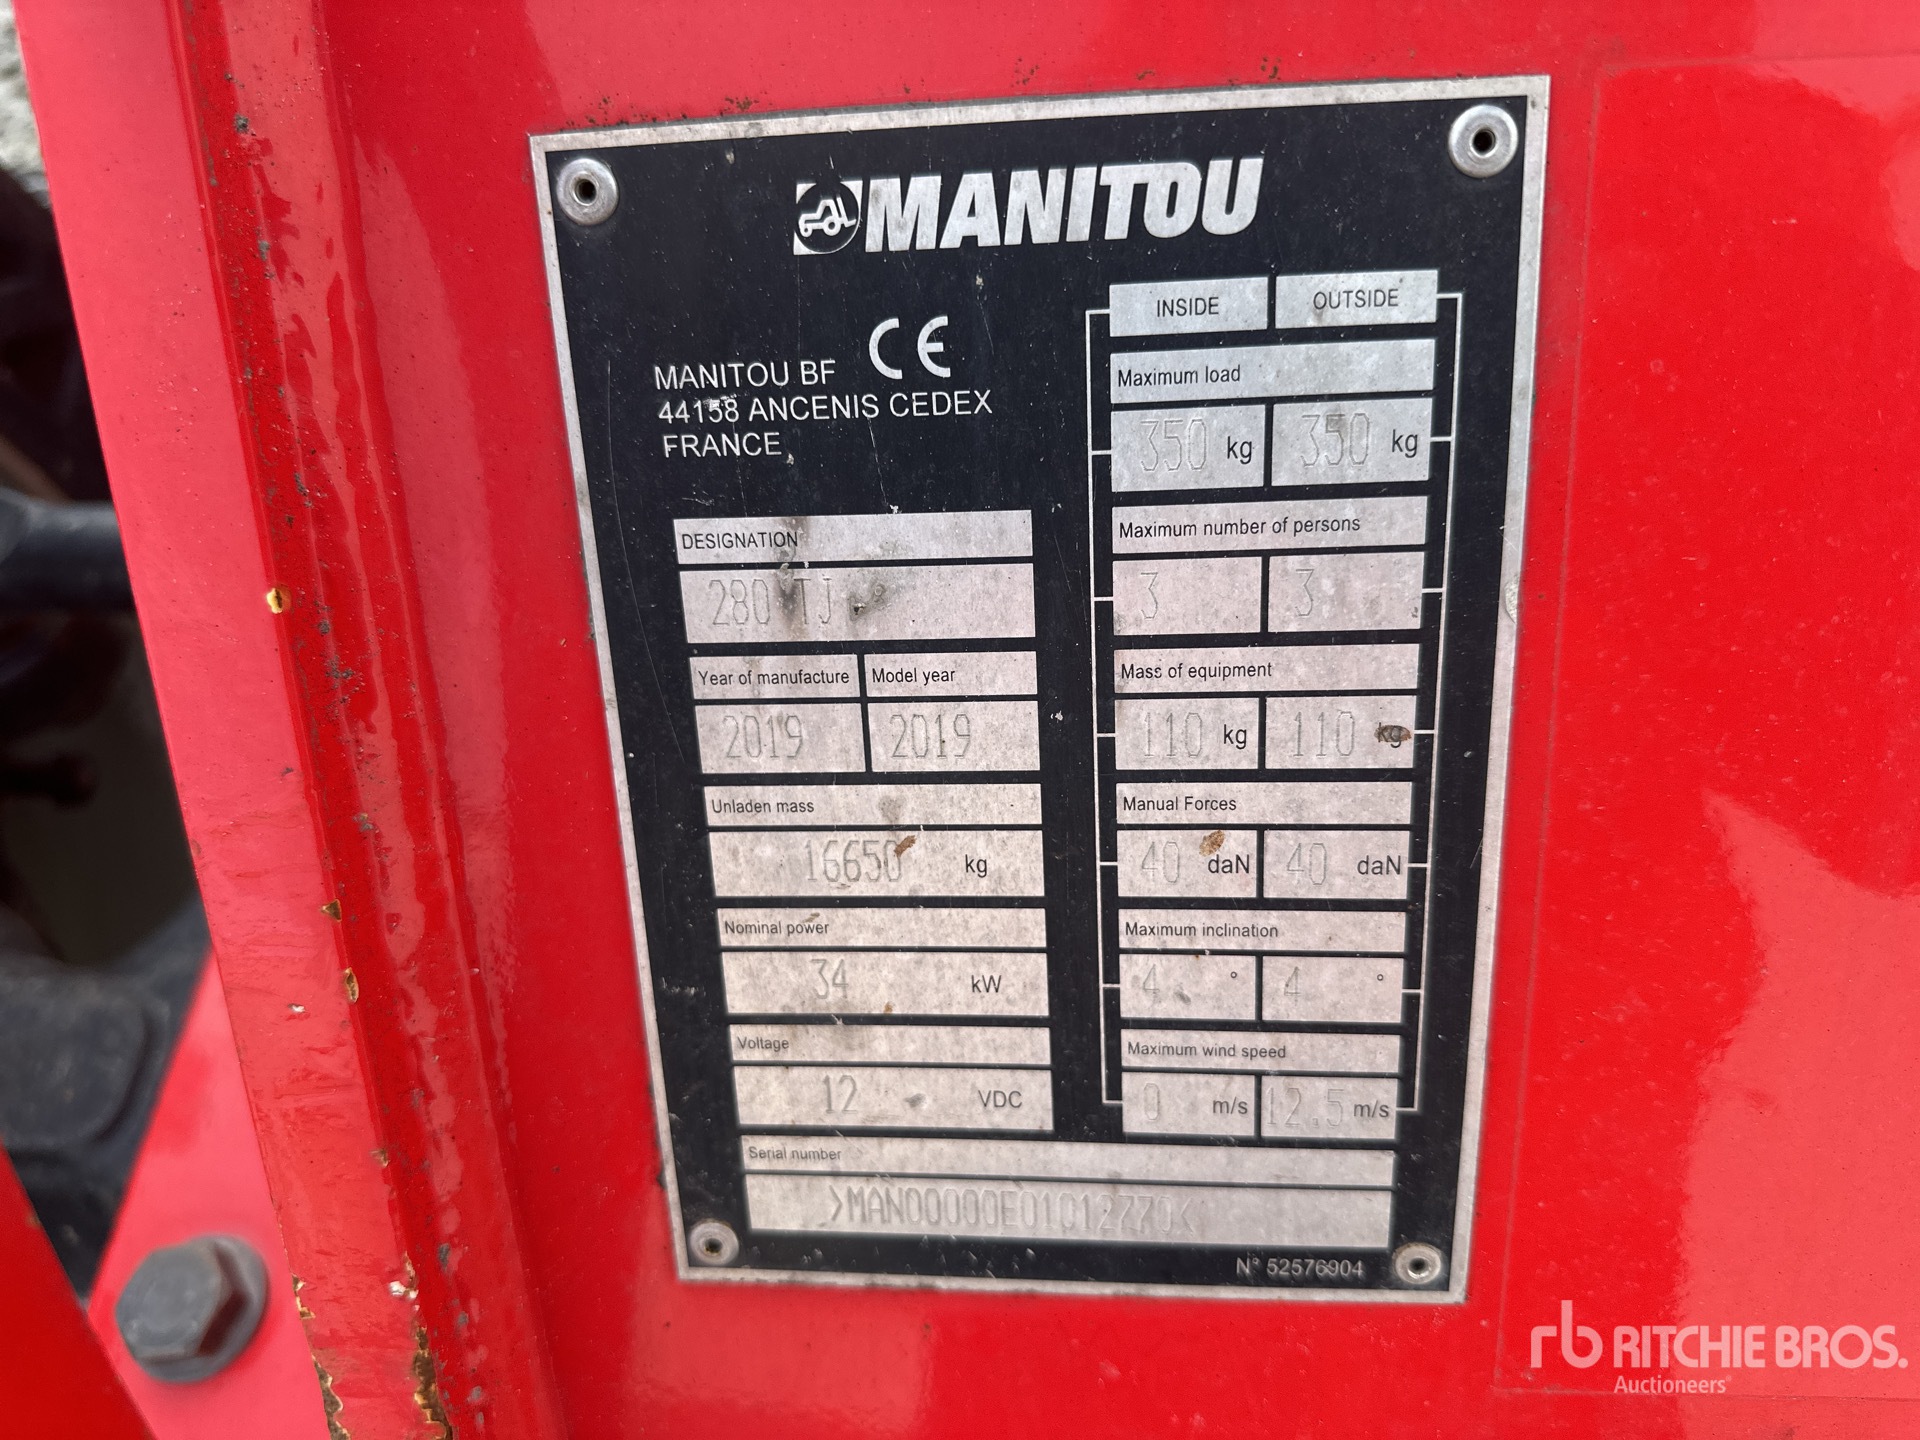 MANITOU
CE
MANITOU BF
44158 ANCENIS CEDEX
FRANCE
DESIGNATION
280 TJ
Year of manufacture Model year
2019 2019
Unladen mass
16650 kg
Nominal power
34 kW
Voltage
12 VDC
INSIDE OUTSIDE
Maximum load
350 kg 350 kg
Maximum number of persons
3 3
Mass of equipment
110 kg 110 kg
Manual Forces
40 daN 40 daN
Maximum inclination
4 ° 4 °
Maximum wind speed
0 m/s 12.5 m/s
Serial number
>MAN00000E01012770<
N° 52576904
rb RITCHIE BROS.
Auctioneers